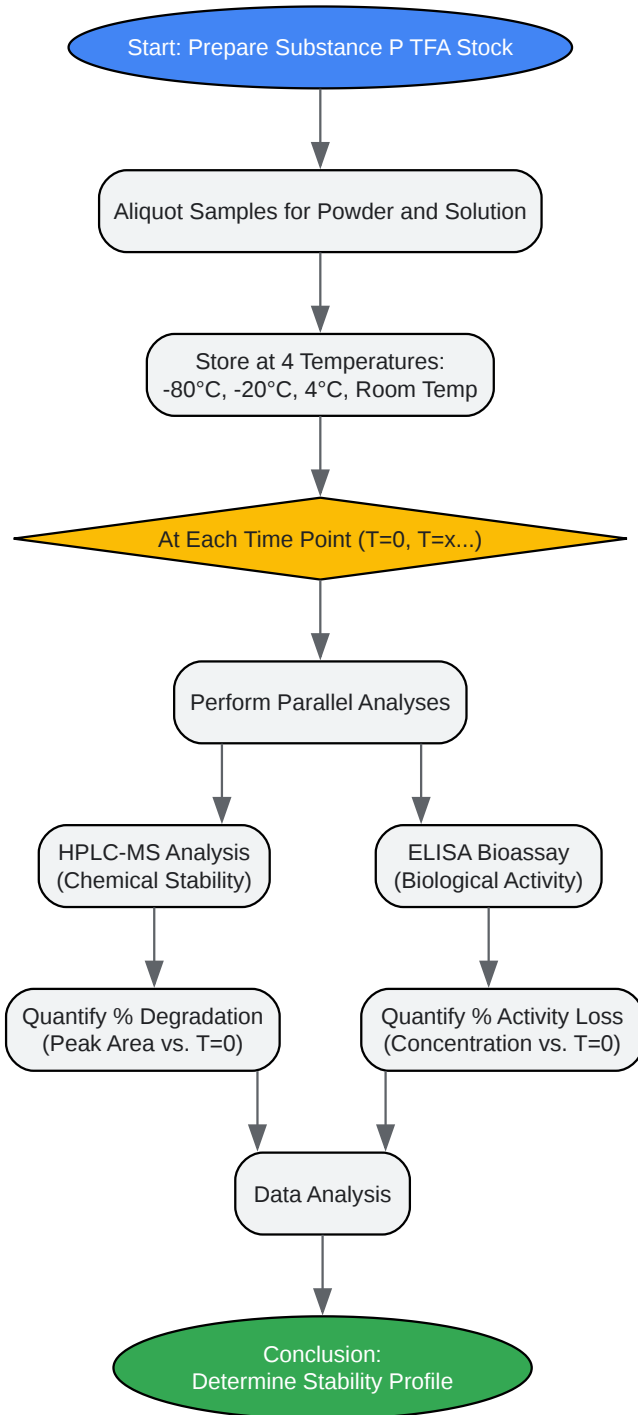 Start: Prepare Substance P TFA Stock
Aliquot Samples for Powder and Solution
Store at 4 Temperatures:
-80°C, -20°C, 4°C, Room Temp
At Each Time Point (T=0, T=x...)
Perform Parallel Analyses
HPLC-MS Analysis
(Chemical Stability)
ELISA Bioassay
(Biological Activity)
Quantify % Degradation
(Peak Area vs. T=0)
Quantify % Activity Loss
(Concentration vs. T=0)
Data Analysis
Conclusion:
Determine Stability Profile